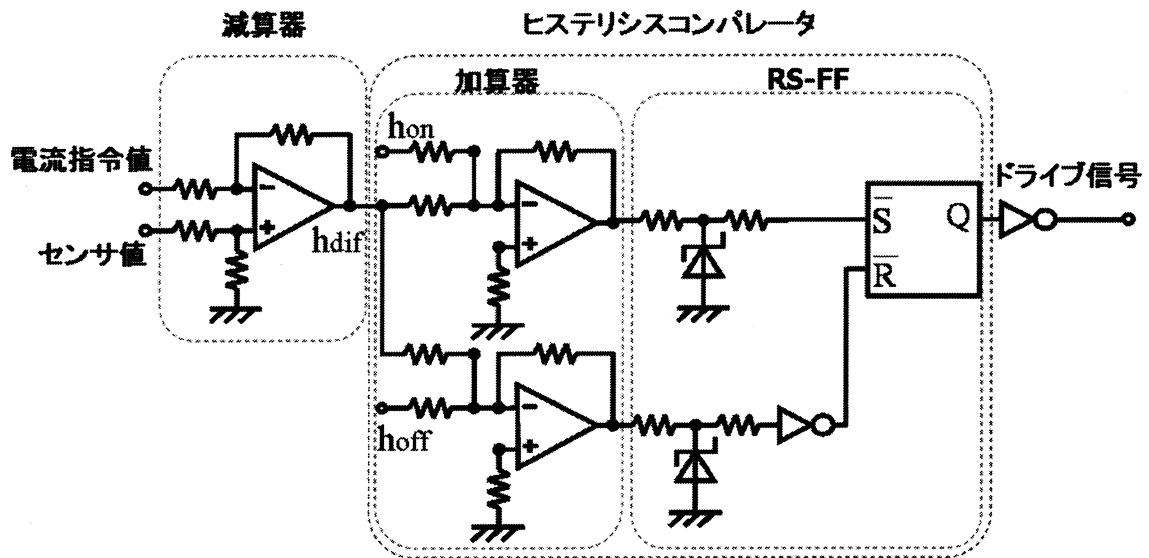 減算器
ヒステリシスコンパレータ
加算器
RS-FF
hon
電流指令値
センサ値
-
+
hdif
-
+
S
R
Q
ドライブ信号
hoff
-
+